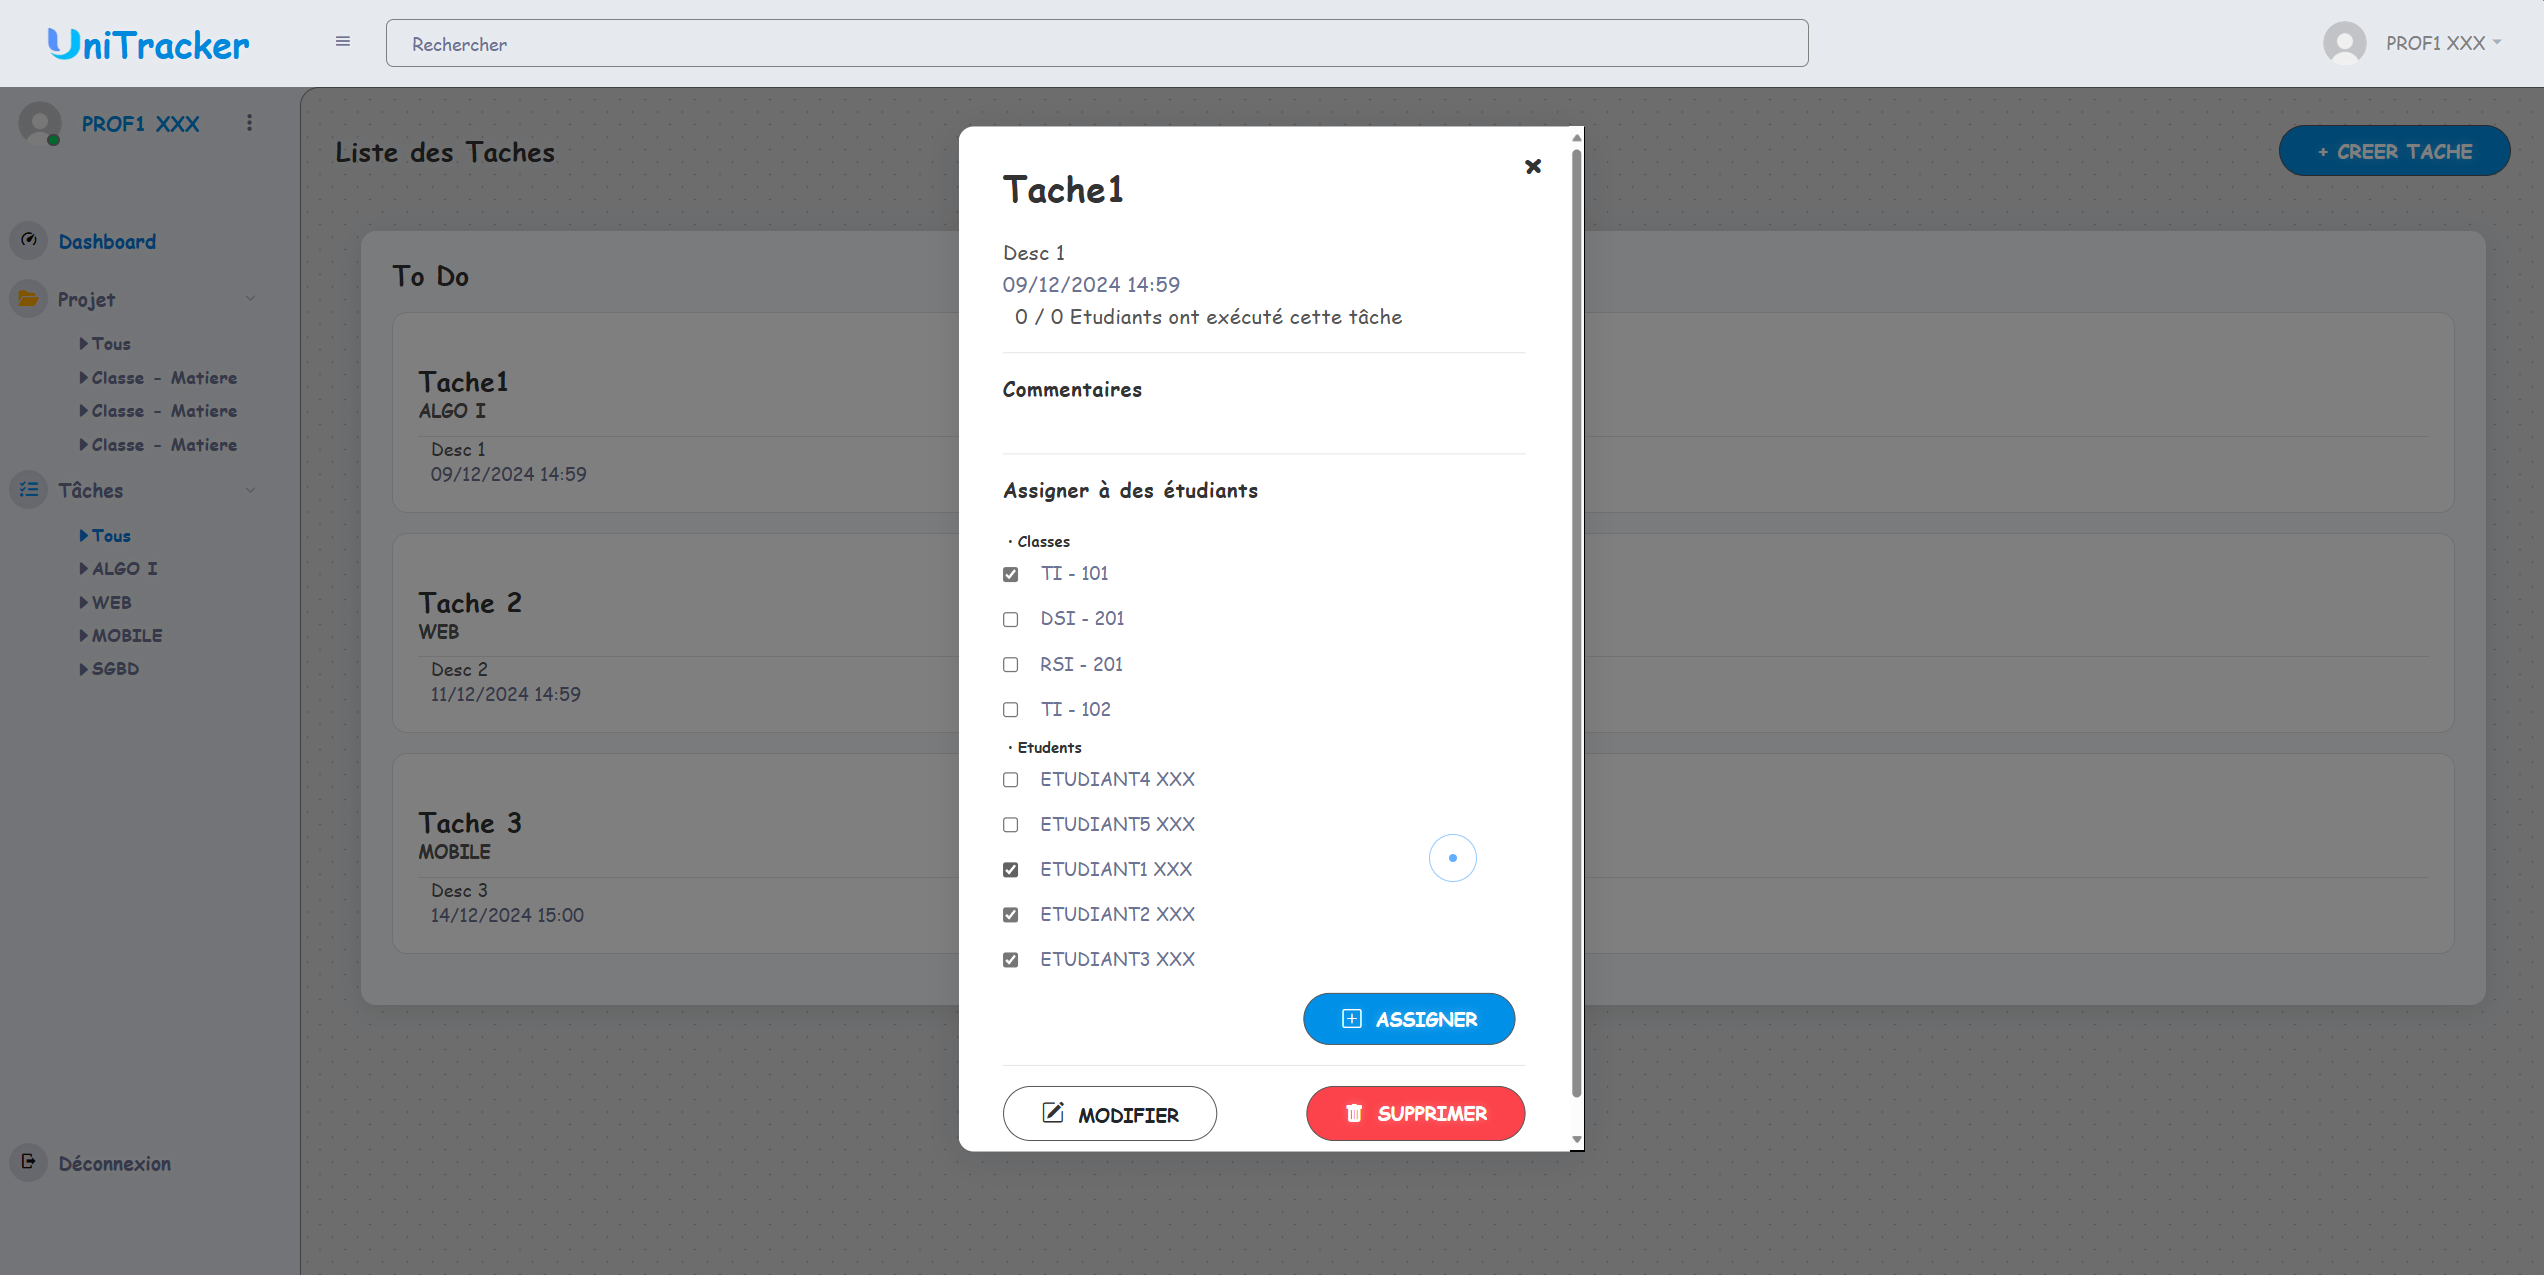 UniTracker
Rechercher
PROF1 XXX
PROF1 XXX
Dashboard
Projet
Tous
Classe - Matiere
Classe - Matiere
Classe - Matiere
Tâches
Tous
ALGO I
WEB
MOBILE
SGBD
Déconnexion
Liste des Taches
+ CREER TACHE
To Do
Tache1
ALGO I
Desc 1
09/12/2024 14:59
Tache 2
WEB
Desc 2
11/12/2024 14:59
Tache 3
MOBILE
Desc 3
14/12/2024 15:00
Tache1
Desc 1
09/12/2024 14:59
0 / 0 Etudiants ont exécuté cette tâche
Commentaires
Assigner à des étudiants
· Classes
TI - 101
DSI - 201
RSI - 201
TI - 102
· Etudents
ETUDIANT4 XXX
ETUDIANT5 XXX
ETUDIANT1 XXX
ETUDIANT2 XXX
ETUDIANT3 XXX
ASSIGNER
MODIFIER
SUPPRIMER